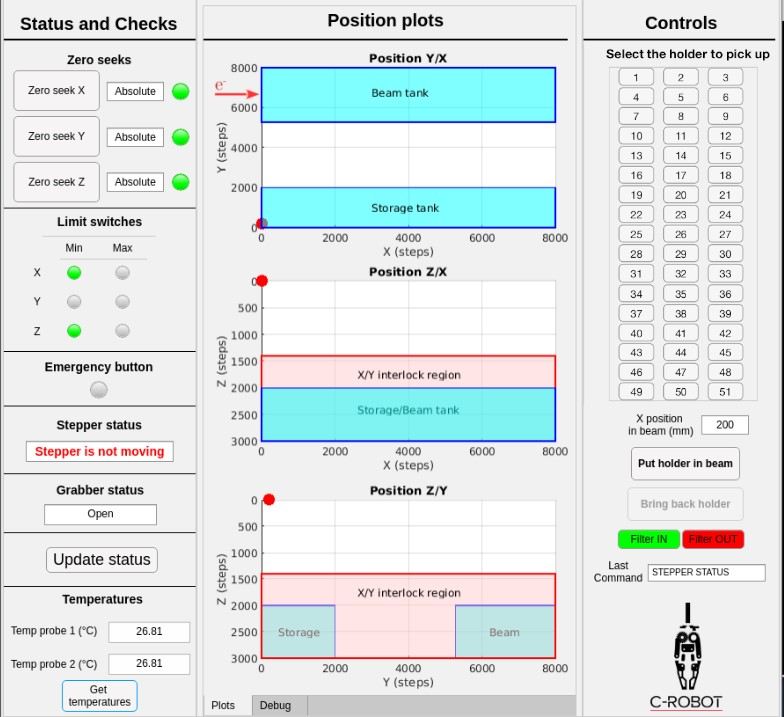 Status and Checks
Zero seeks
Zero seek X Absolute
Zero seek Y Absolute
Zero seek Z Absolute
Limit switches
Min Max
X
Y
Z
Emergency button
Stepper status
Stepper is not moving
Grabber status
Open
Update status
Temperatures
Temp probe 1 (°C) 26.81
Temp probe 2 (°C) 26.81
Get
temperatures
Position plots
Position Y/X
e-
Y (steps)
8000
6000
4000
2000
0
Beam tank
Storage tank
0 2000 4000 6000 8000
X (steps)
Position Z/X
Z (steps)
0
500
1000
1500
2000
2500
3000
X/Y interlock region
Storage/Beam tank
0 2000 4000 6000 8000
X (steps)
Position Z/Y
Z (steps)
0
500
1000
1500
2000
2500
3000
X/Y interlock region
Storage Beam
0 2000 4000 6000 8000
Y (steps)
Plots Debug
Controls
Select the holder to pick up
1 2 3
4 5 6
7 8 9
10 11 12
13 14 15
16 17 18
19 20 21
22 23 24
25 26 27
28 29 30
31 32 33
34 35 36
37 38 39
40 41 42
43 44 45
46 47 48
49 50 51
X position
in beam (mm) 200
Put holder in beam
Bring back holder
Filter IN Filter OUT
Last
Command STEPPER STATUS
C-ROBOT